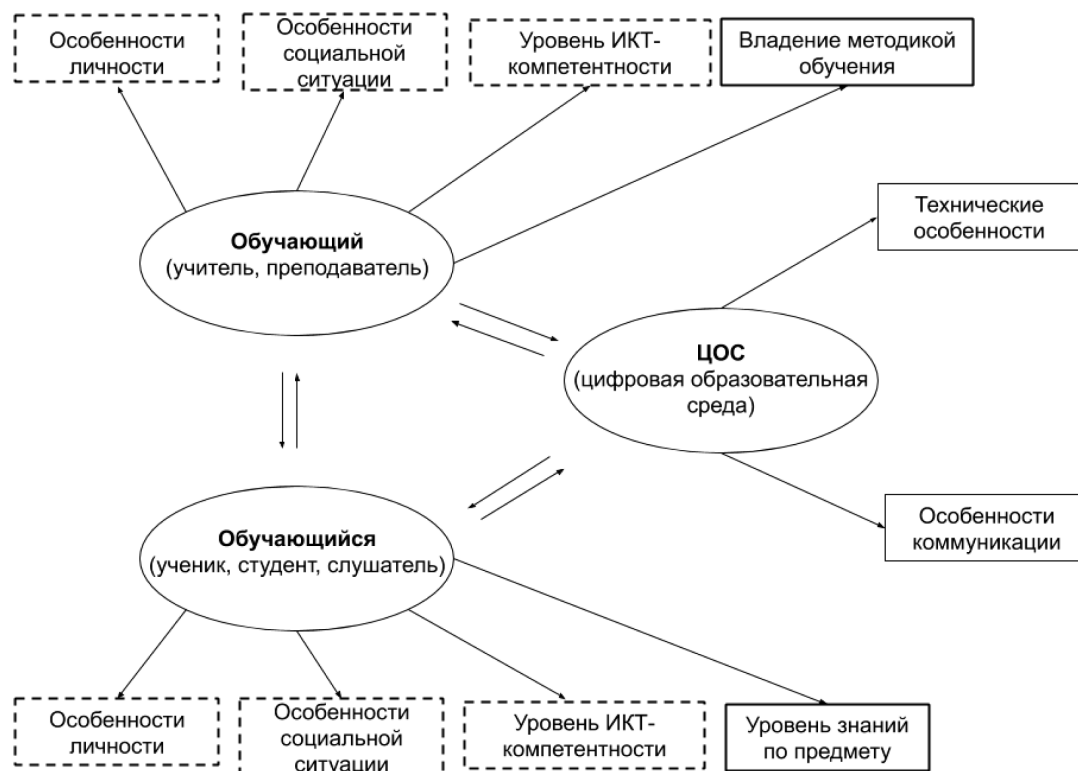 Особенности
личности
Особенности
социальной
ситуации
Уровень ИКТ-
компетентности
Владение методикой
обучения
Обучающий
(учитель, преподаватель)
Технические
особенности
ЦОС
(цифровая образовательная
среда)
Особенности
коммуникации
Обучающийся
(ученик, студент, слушатель)
Особенности
личности
Особенности
социальной
ситуации
Уровень ИКТ-
компетентности
Уровень знаний
по предмету